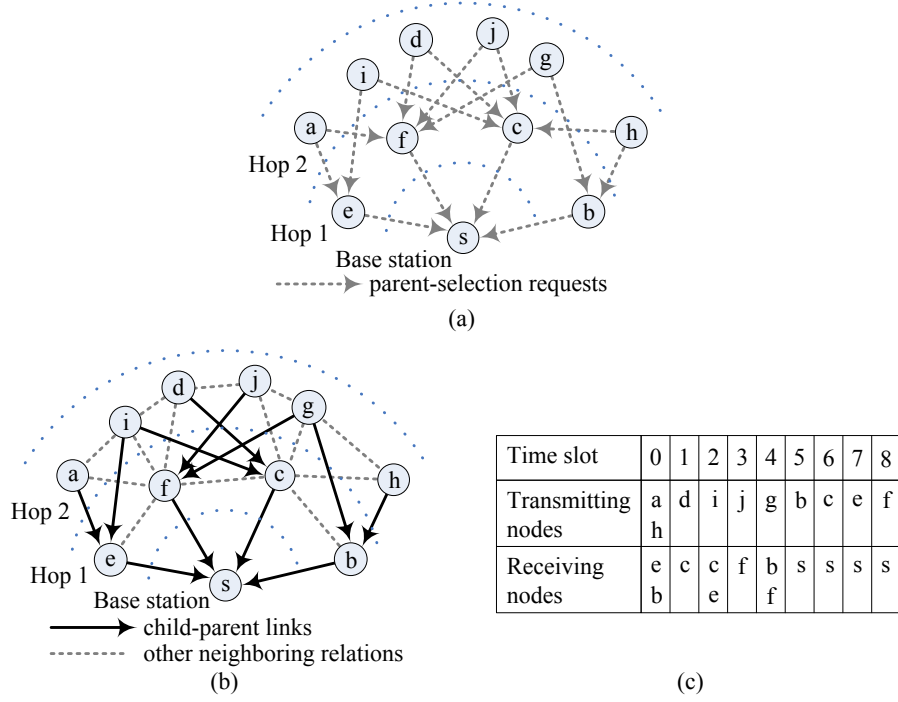 d
j
g
i
a
f
c
h
Hop 2
e
b
Hop 1
s
Base station
parent-selection requests
(a)
d
j
g
i
a
f
c
h
Hop 2
e
b
Hop 1
s
Base station
child-parent links
other neighboring relations
(b)
Time slot 0 1 2 3 4 5 6 7 8
Transmitting a d i j g b c e f
nodes h
Receiving e c c f b s s s s
nodes b e f
(c)